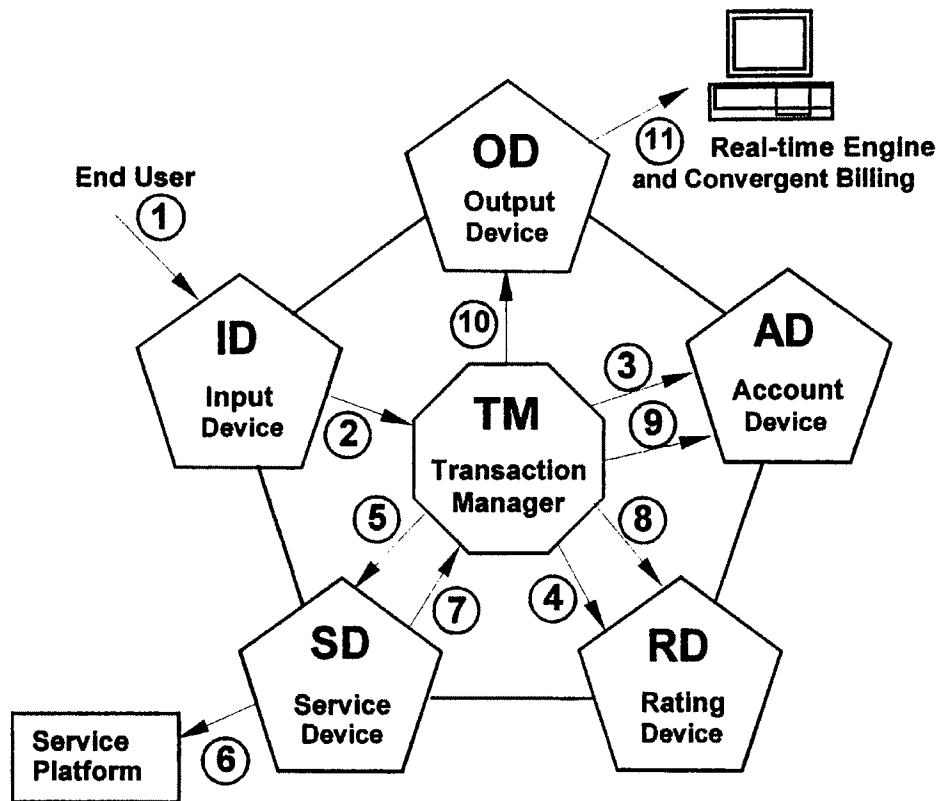 OD
Output
Device
11
Real-time Engine
and Convergent Billing
End User
1
ID
Input
Device
2
10
TM
Transaction
Manager
3
9
AD
Account
Device
5
7
4
8
SD
Service
Device
RD
Rating
Device
6
Service
Platform